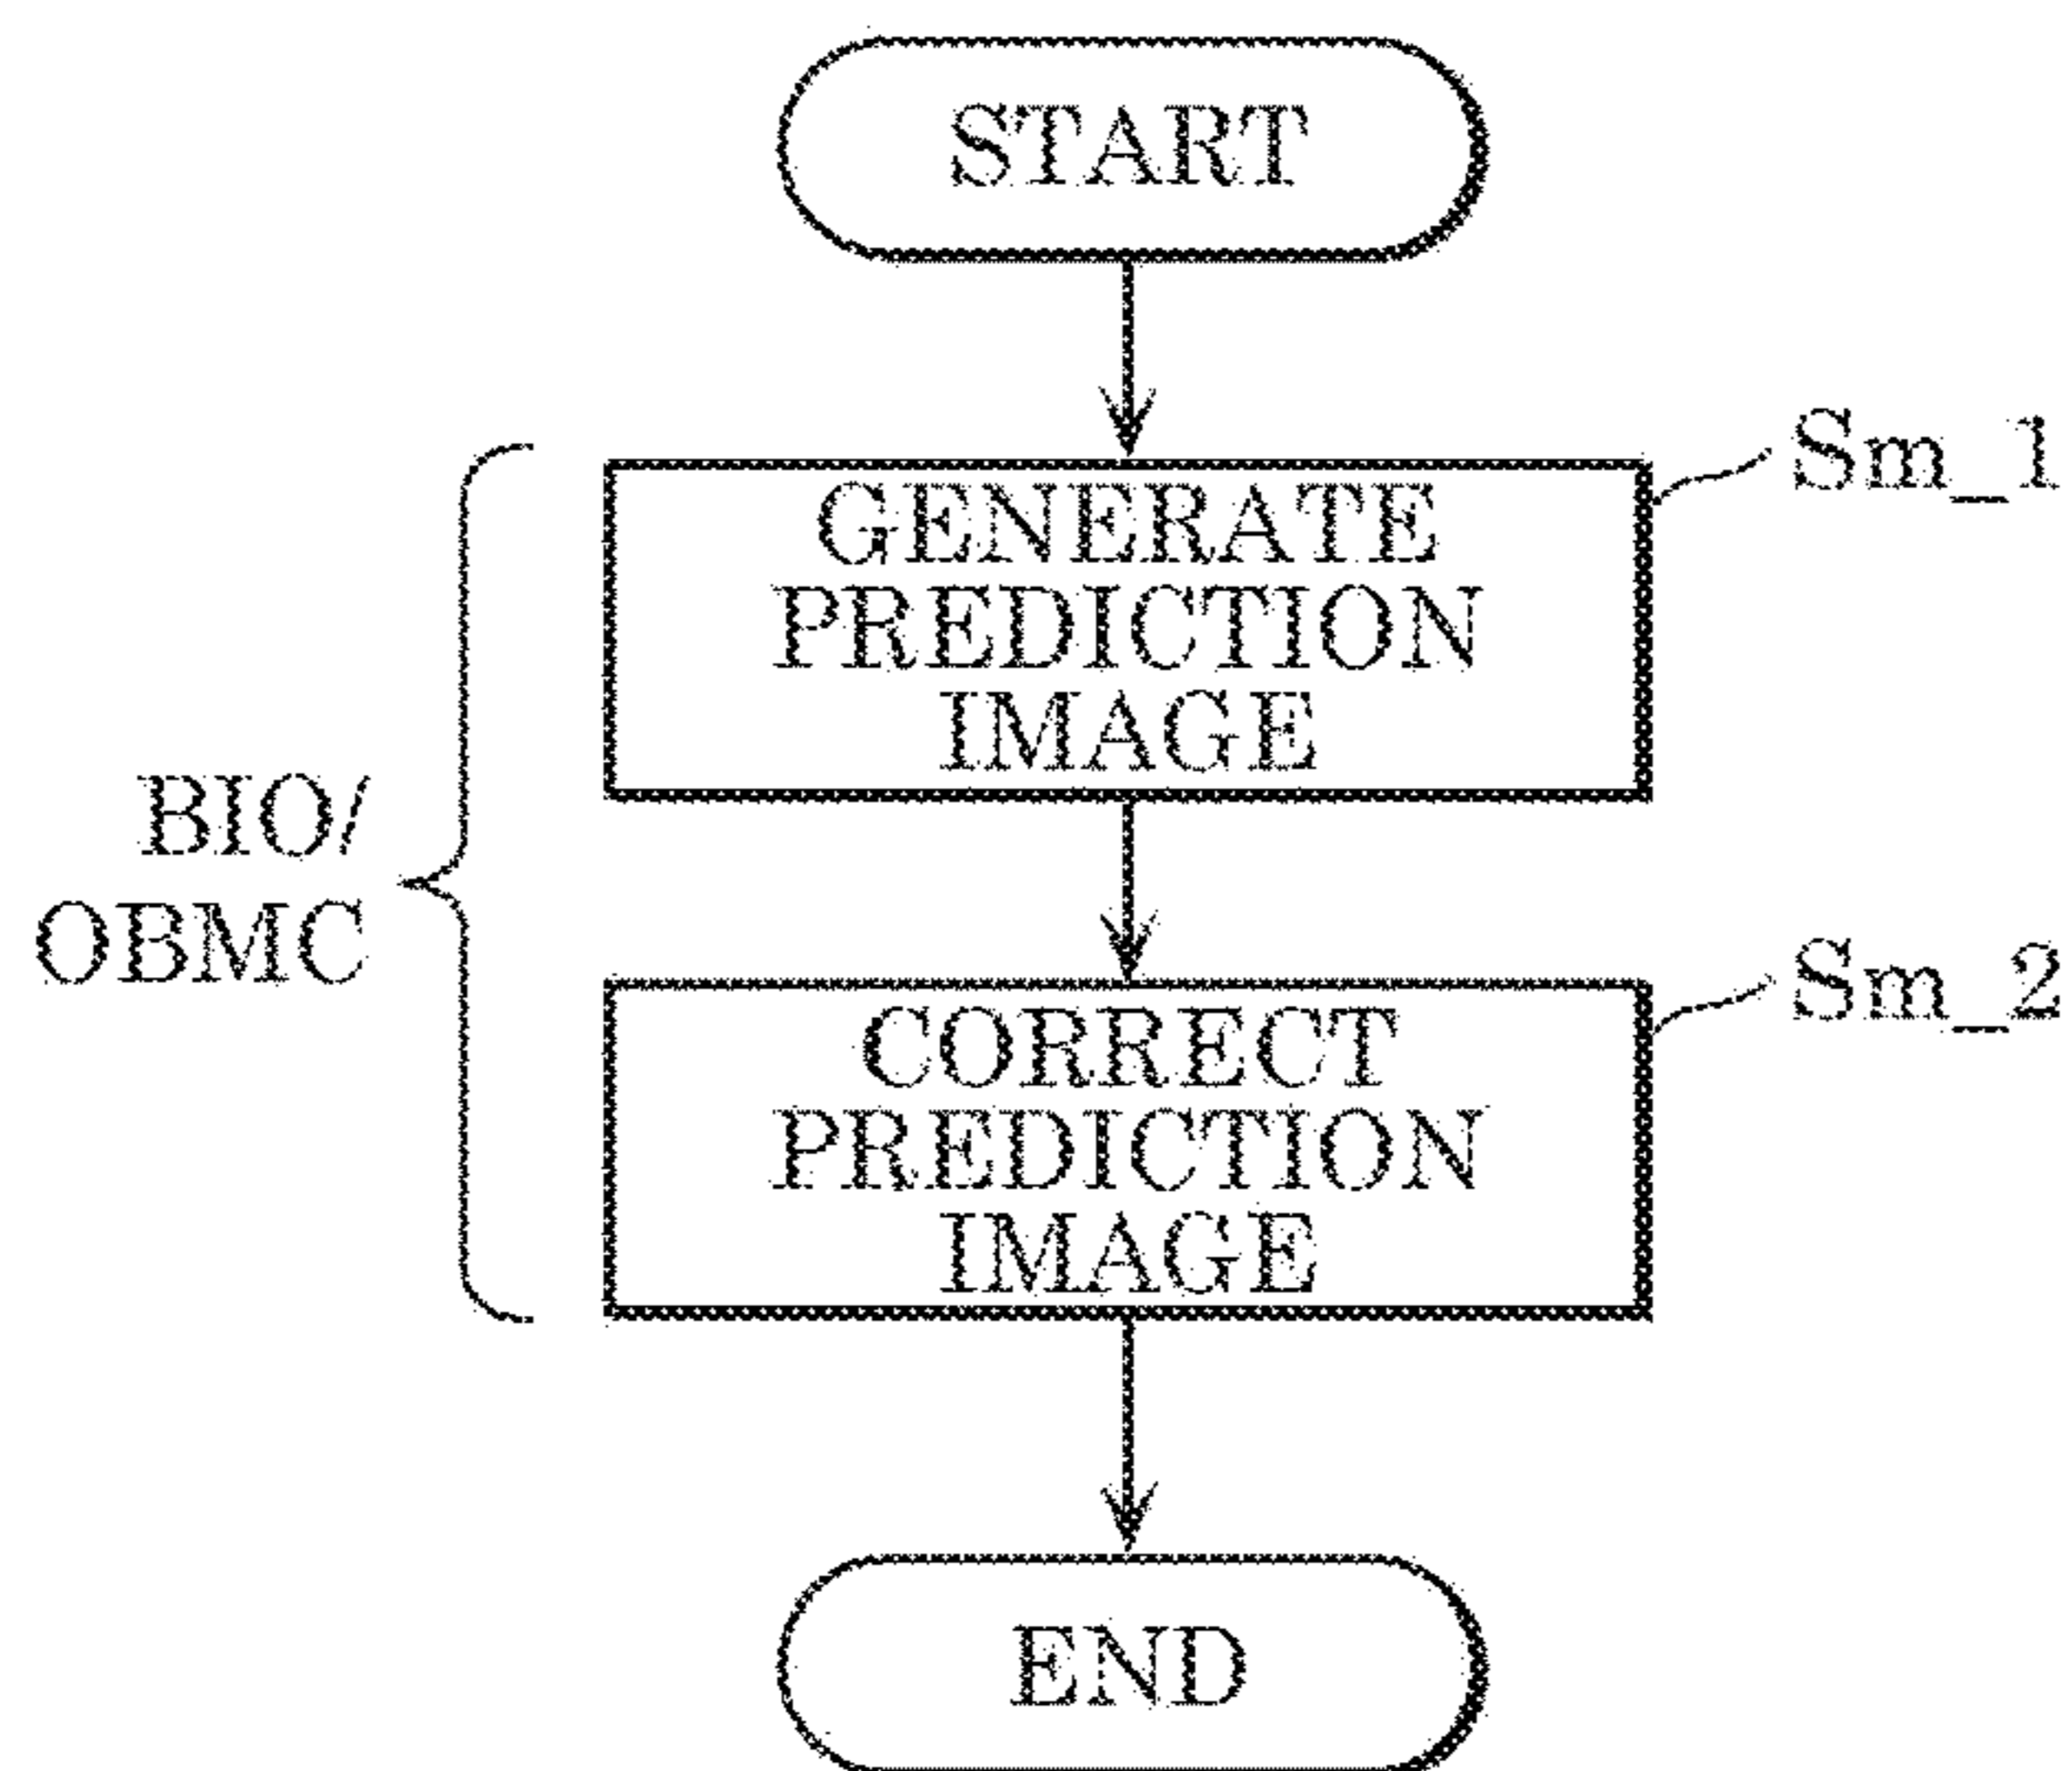 START
GENERATE
PREDICTION
IMAGE
Sm_1
BIO/
OBMC
CORRECT
PREDICTION
IMAGE
Sm_2
END